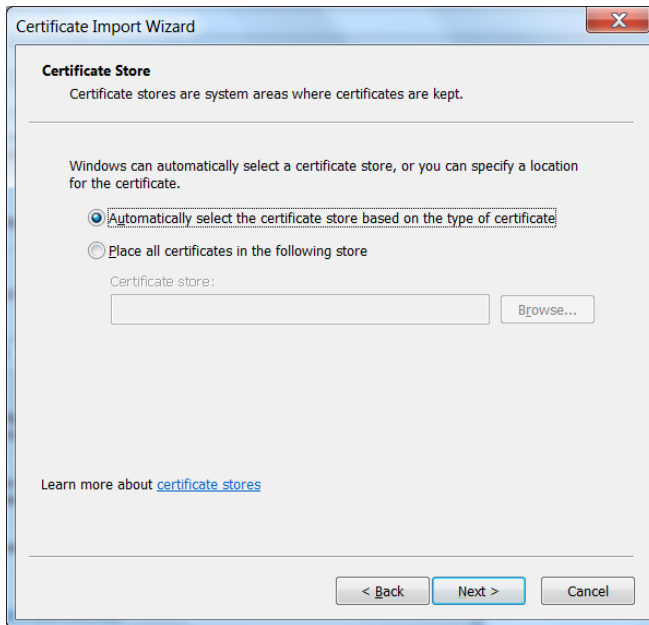 Certificate Import Wizard
Certificate Store
Certificate stores are system areas where certificates are kept.
Windows can automatically select a certificate store, or you can specify a location
for the certificate.
Automatically select the certificate store based on the type of certificate
Place all certificates in the following store
Certificate store:
Browse...
Learn more about certificate stores
< Back Next > Cancel